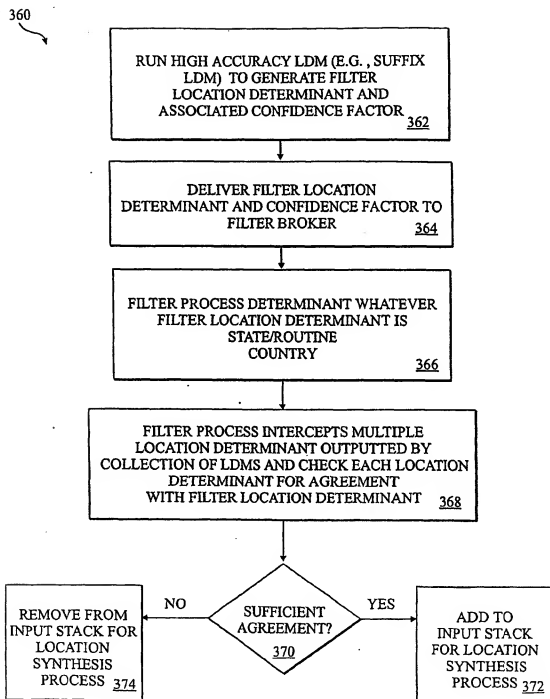 360
RUN HIGH ACCURACY LDM (E.G. , SUFFIX
LDM) TO GENERATE FILTER
LOCATION DETERMINANT AND
ASSOCIATED CONFIDENCE FACTOR
362
DELIVER FILTER LOCATION
DETERMINANT AND CONFIDENCE FACTOR TO
FILTER BROKER
364
FILTER PROCESS DETERMINANT WHATEVER
FILTER LOCATION DETERMINANT IS
STATE/ROUTINE
COUNTRY
366
FILTER PROCESS INTERCEPTS MULTIPLE
LOCATION DETERMINANT OUTPUTTED BY
COLLECTION OF LDMS AND CHECK EACH LOCATION
DETERMINANT FOR AGREEMENT
WITH FILTER LOCATION DETERMINANT 368
SUFFICIENT
AGREEMENT?
370
NO
YES
REMOVE FROM
INPUT STACK FOR
LOCATION
SYNTHESIS
PROCESS 374
ADD TO
INPUT STACK
FOR LOCATION
SYNTHESIS
PROCESS 372